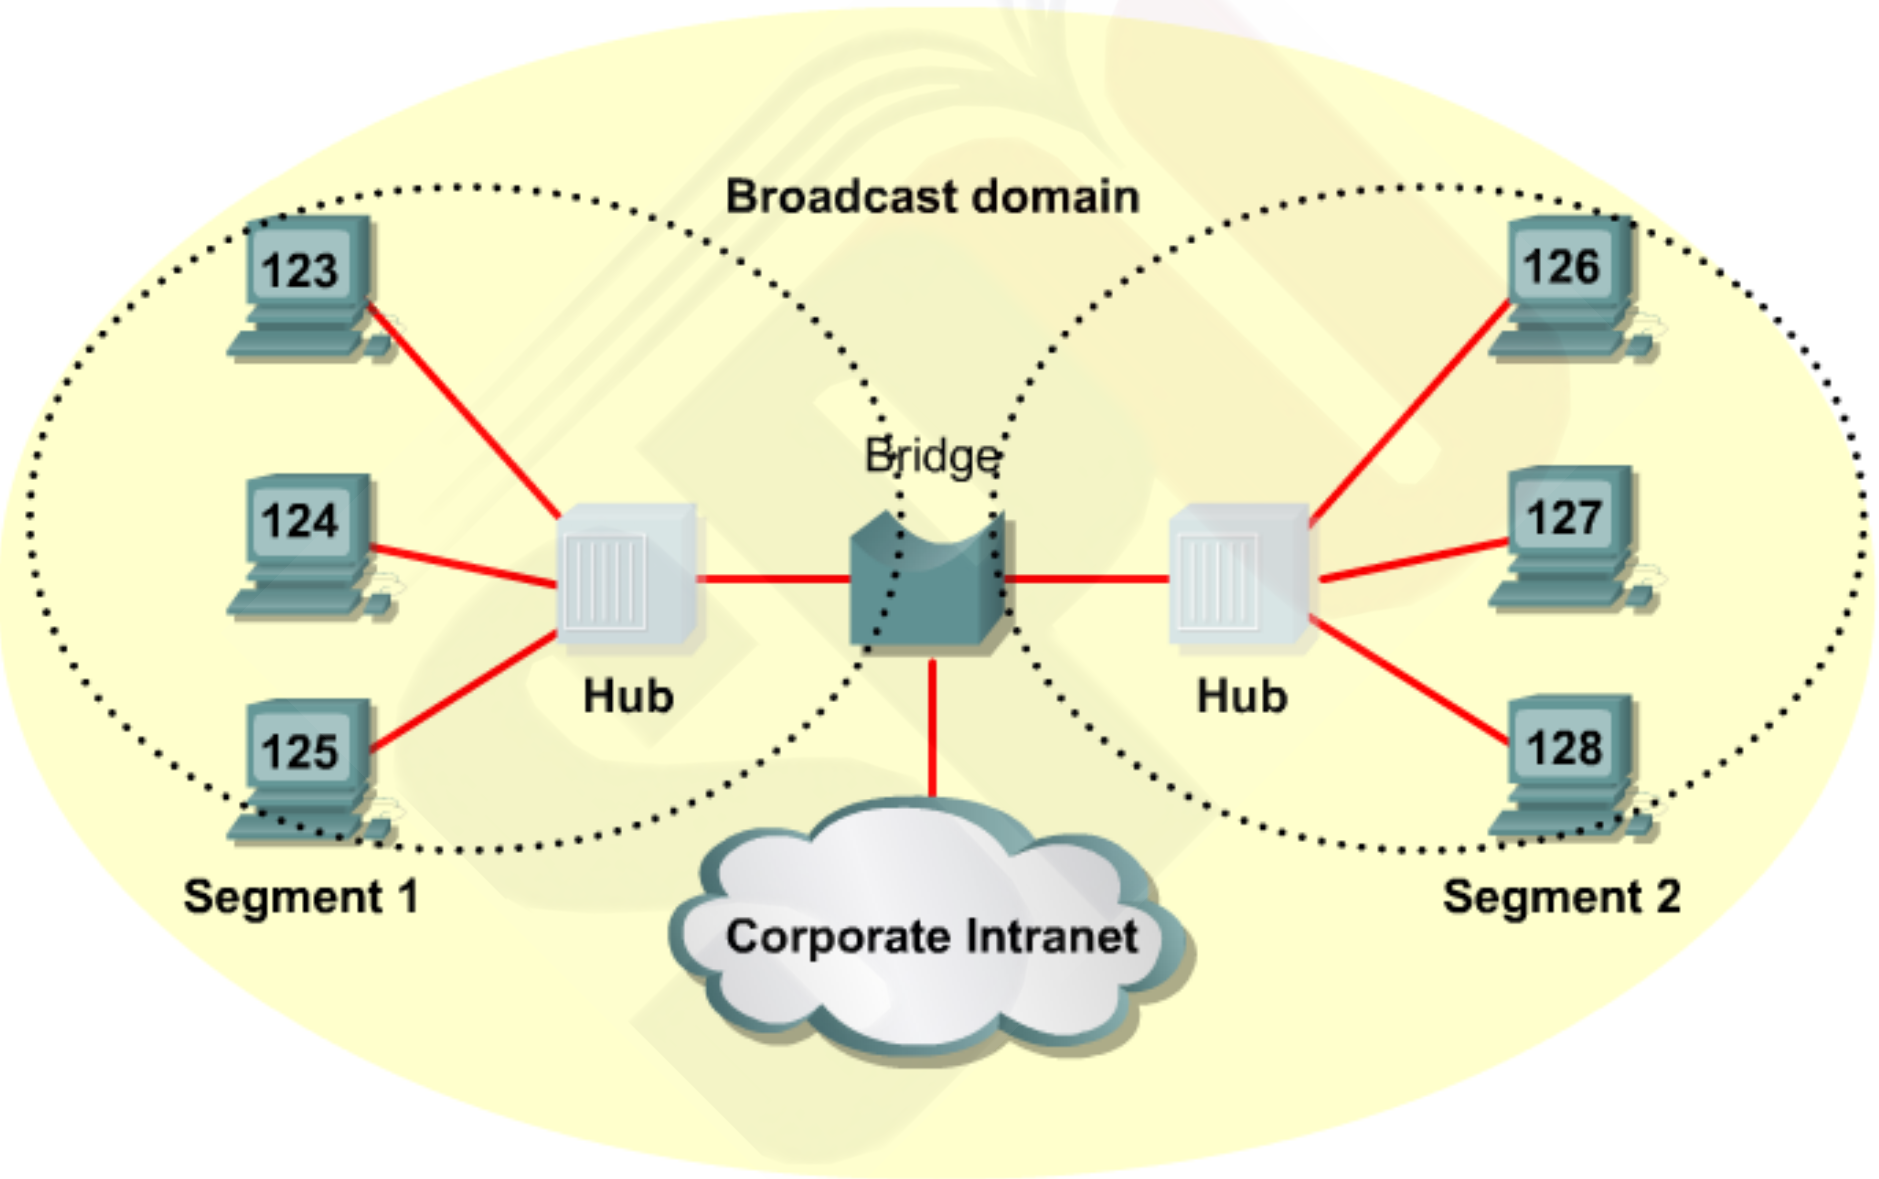 Broadcast domain
123
126
Bridge
124
127
Hub
Hub
125
128
Segment 1
Segment 2
Corporate Intranet